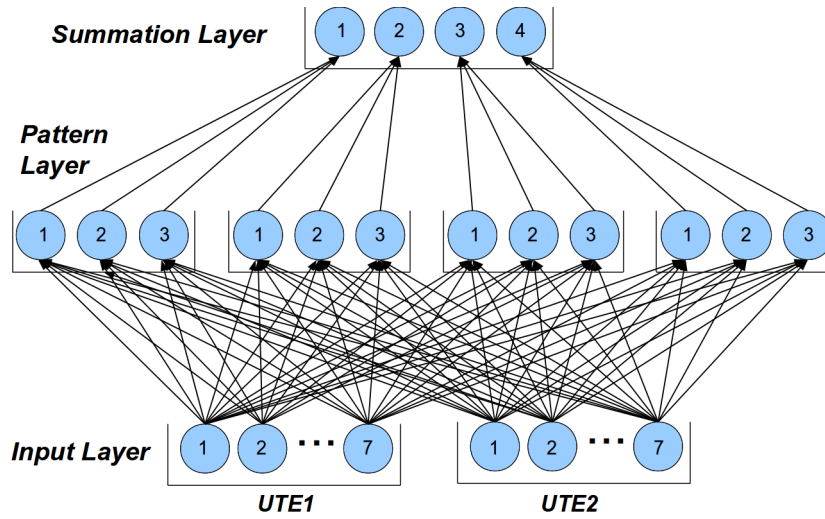 Summation Layer 1 2 3 4
Pattern
Layer
1 2 3 1 2 3 1 2 3 1 2 3
Input Layer 1 2 ... 7 1 2 ... 7
UTE1 UTE2